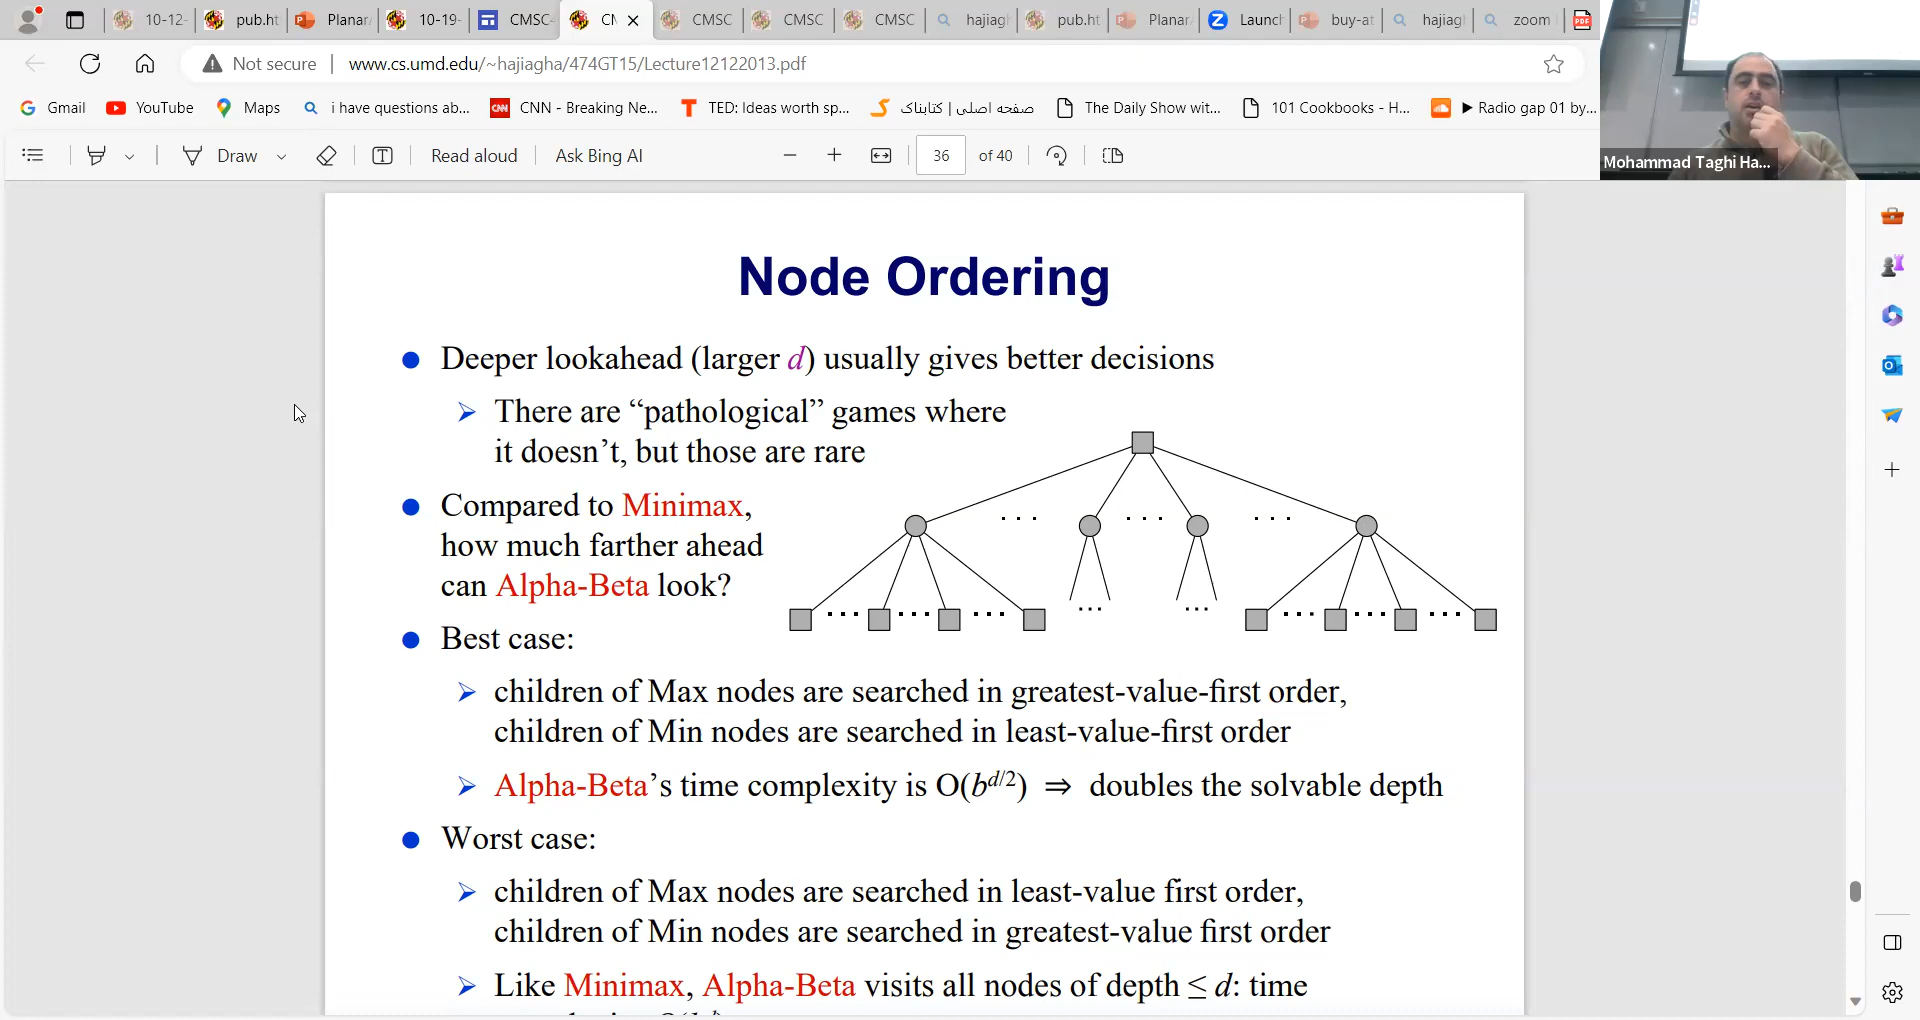 10-12-
pub.ht
Planar
10-19-
CMSC-
CM
CMSC
CMSC
CMSC
hajiagh
pub.ht
Planar
Launc
buy-at
hajiagl
zoom
PDF
Not secure
www.cs.umd.edu/~hajiagha/474GT15/Lecture12122013.pdf
Gmail
YouTube
Maps
i have questions ab...
CNN - Breaking Ne...
TED: Ideas worth sp...
صفحه اصلی | کتابناک
The Daily Show wit...
101 Cookbooks - H...
Radio gap 01 by...
Draw
Read aloud
Ask Bing AI
36
of 40
Mohammad Taghi Ha...
Node Ordering
Deeper lookahead (larger d) usually gives better decisions
There are “pathological” games where
it doesn’t, but those are rare
Compared to Minimax,
how much farther ahead
can Alpha-Beta look?
Best case:
children of Max nodes are searched in greatest-value-first order,
children of Min nodes are searched in least-value-first order
Alpha-Beta’s time complexity is O(b^{d/2}) ⇒ doubles the solvable depth
Worst case:
children of Max nodes are searched in least-value first order,
children of Min nodes are searched in greatest-value first order
Like Minimax, Alpha-Beta visits all nodes of depth ≤ d: time